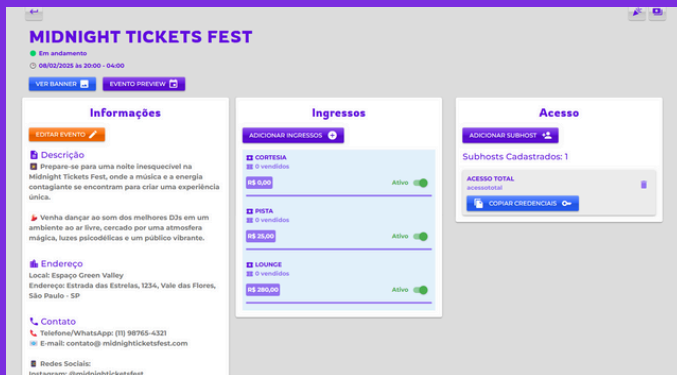 MIDNIGHT TICKETS FEST
Em andamento
08/02/2025 às 20:00 - 04:00
VER BANNER
EVENTO PREVIEW
Informações
EDITAR EVENTO
Descrição
Prepare-se para uma noite inesquecível na
Midnight Tickets Fest, onde a música e a energia
contagiante se encontram para criar uma experiência
única.
Venha dançar ao som dos melhores DJs em um
ambiente ao ar livre, cercado por uma atmosfera
mágica, luzes psicodélicas e um público vibrante.
Endereço
Local: Espaço Green Valley
Endereço: Estrada das Estrelas, 1234, Vale das Flores,
São Paulo - SP
Contato
Telefone/WhatsApp: (11) 98765-4321
E-mail: contato@ midnightticketsfest.com
Redes Sociais:
Instagram: @midnightticketsfest
Ingressos
ADICIONAR INGRESSOS
CORTESIA
0 vendidos
R$ 0,00
Ativo
PISTA
0 vendidos
R$ 25,00
Ativo
LOUNGE
0 vendidos
R$ 280,00
Ativo
Acesso
ADICIONAR SUBHOST
Subhosts Cadastrados: 1
ACESSO TOTAL
acessototal
COPIAR CREDENCIAIS